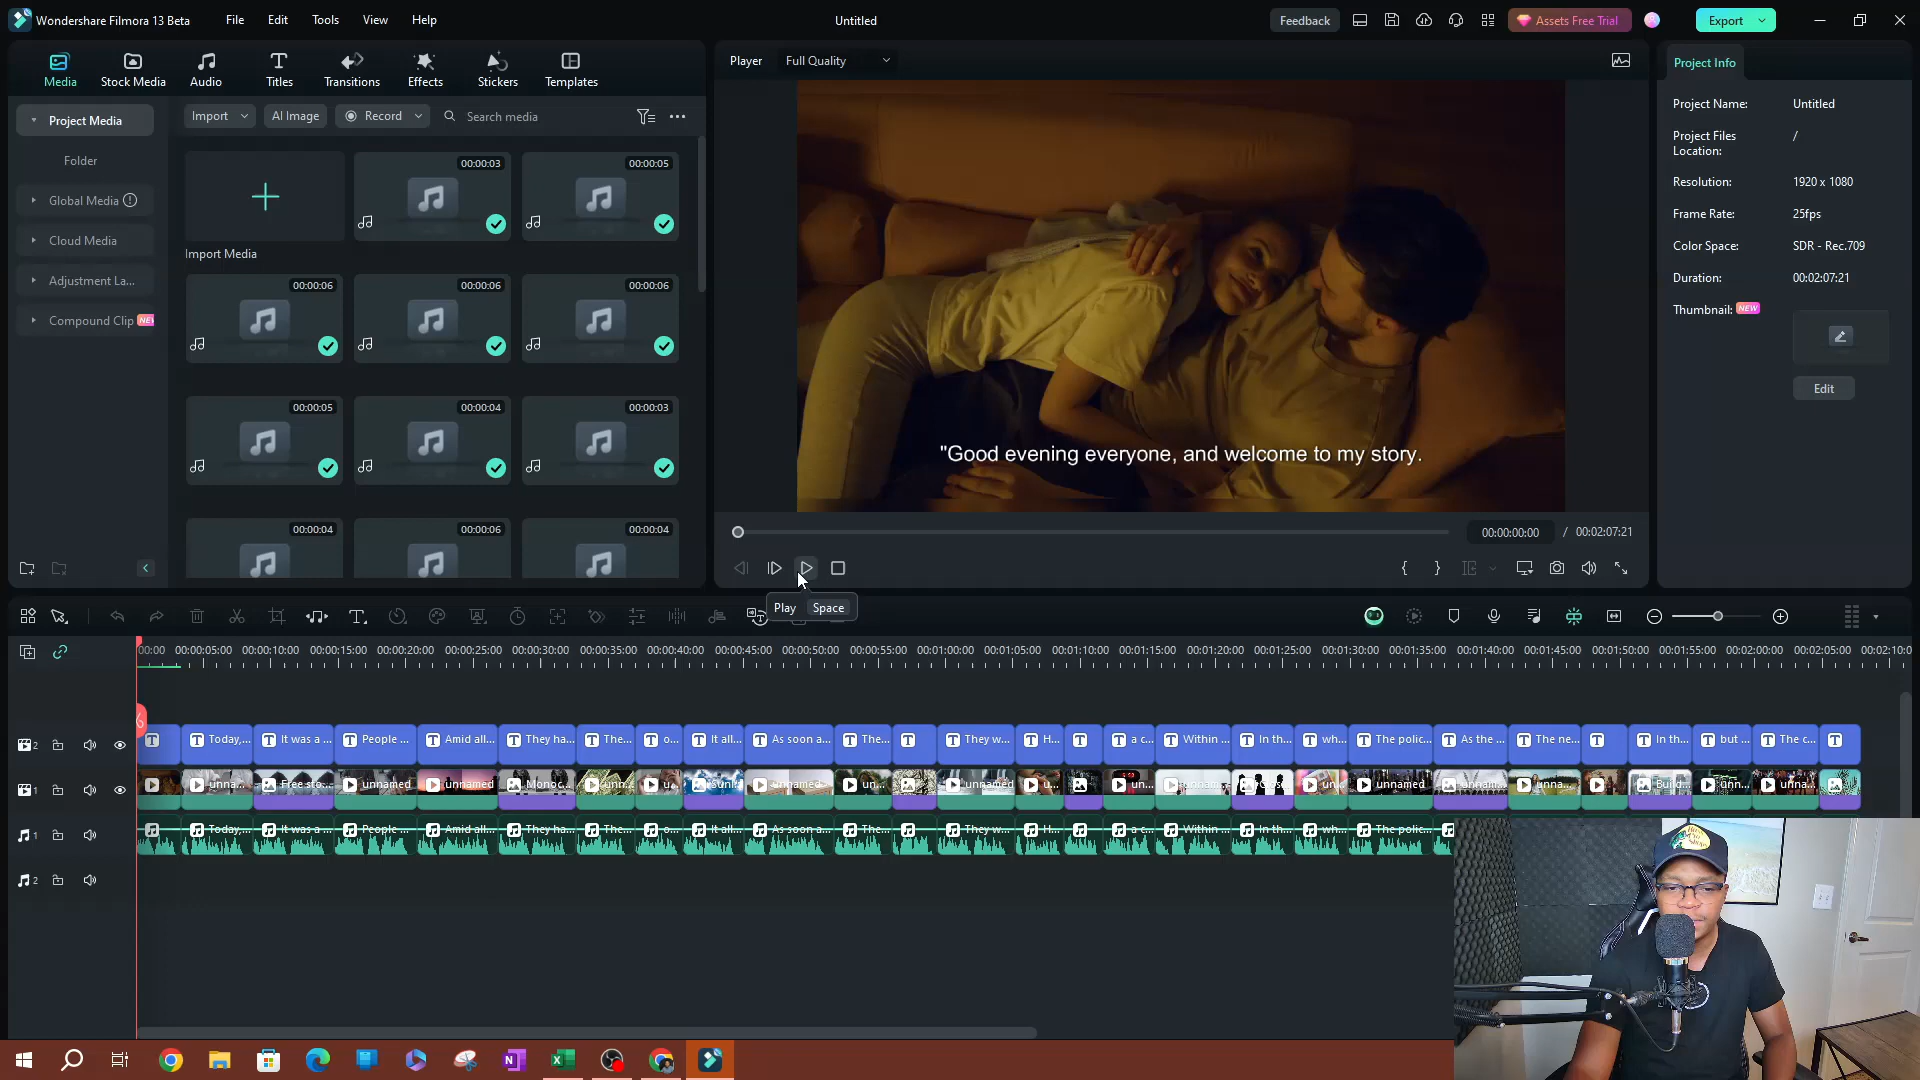 Wondershare Filmora 13 Beta
File Edit Tools View Help
Untitled
Feedback
Assets Free Trial
Export
Media
Stock Media
Audio
Titles
Transitions
Effects
Stickers
Templates
Project Media
Folder
Global Media
Cloud Media
Adjustment La...
Compound Clip NEW
Import
AI Image
Record
Search media
Import Media
00:00:03
00:00:05
00:00:06
00:00:06
00:00:06
00:00:05
00:00:04
00:00:03
00:00:04
00:00:06
00:00:04
Player
Full Quality
"Good evening everyone, and welcome to my story.
00:00:00:00 / 00:02:07:21
Play Space
Project Info
Project Name: Untitled
Project Files Location: /
Resolution: 1920 x 1080
Frame Rate: 25fps
Color Space: SDR - Rec.709
Duration: 00:02:07:21
Thumbnail: NEW
Edit
00:00 00:00:05:00 00:00:10:00 00:00:15:00 00:00:20:00 00:00:25:00 00:00:30:00 00:00:35:00 00:00:40:00 00:00:45:00 00:00:50:00 00:00:55:00 00:01:00:00 00:01:05:00 00:01:10:00 00:01:15:00 00:01:20:00 00:01:25:00 00:01:30:00 00:01:35:00 00:01:40:00 00:01:45:00 00:01:50:00 00:01:55:00 00:02:00:00 00:02:05:00 00:02:10:0
2 Today,... It was a ... People ... Amid all... They ha... The... o... It all... As soon a... The... They w... H... a c... Within ... In th... wh... The polic... As the ... The ne... In th... but ... The c...
1 unna... Free sto... unnamed unnamed Monoc... unn... u... Sunli... unnamed un... unnamed u... un... unnam... Close... un... unnamed unnam... unna... Build... unn... unna...
1 Today,... It was a ... People ... Amid all... They ha... The... o... It all... As soon a... The... They w... H... a c... Within ... In th... wh... The polic...
2